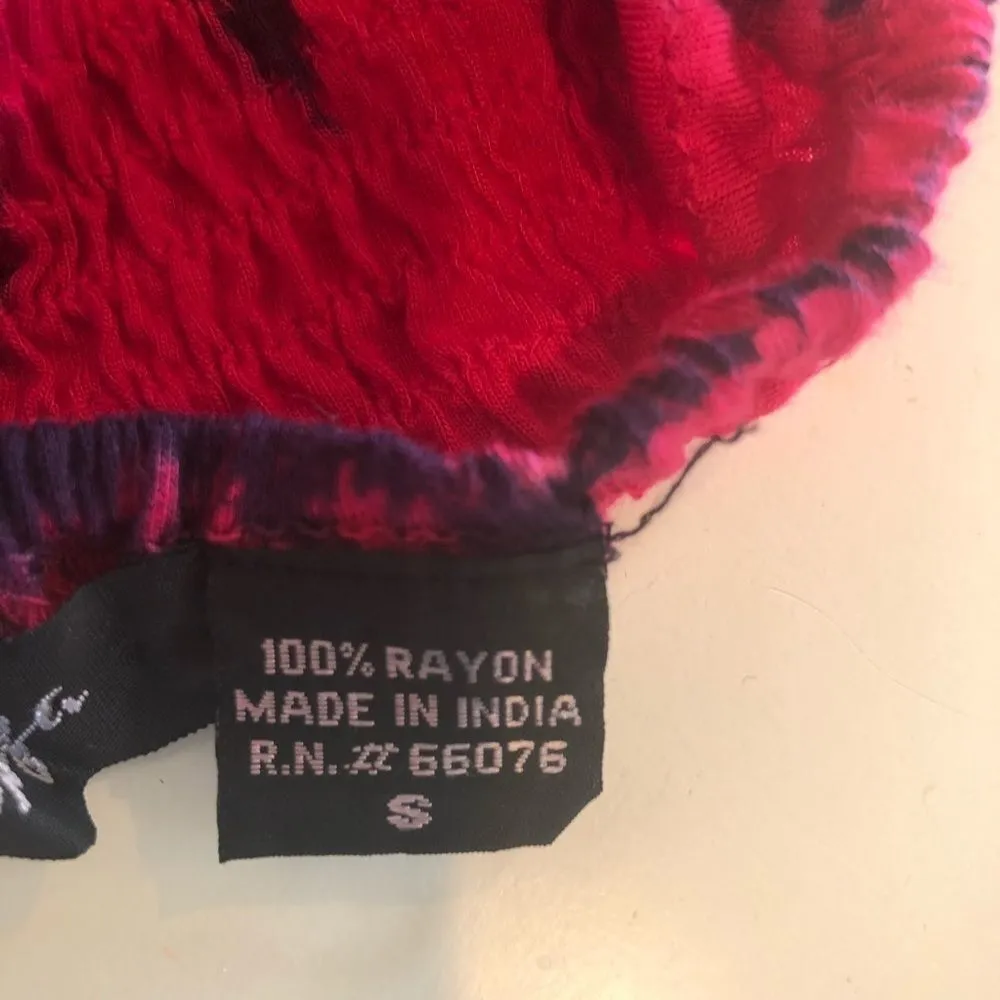 100% RAYON
MADE IN INDIA
R.N. # 66076
S